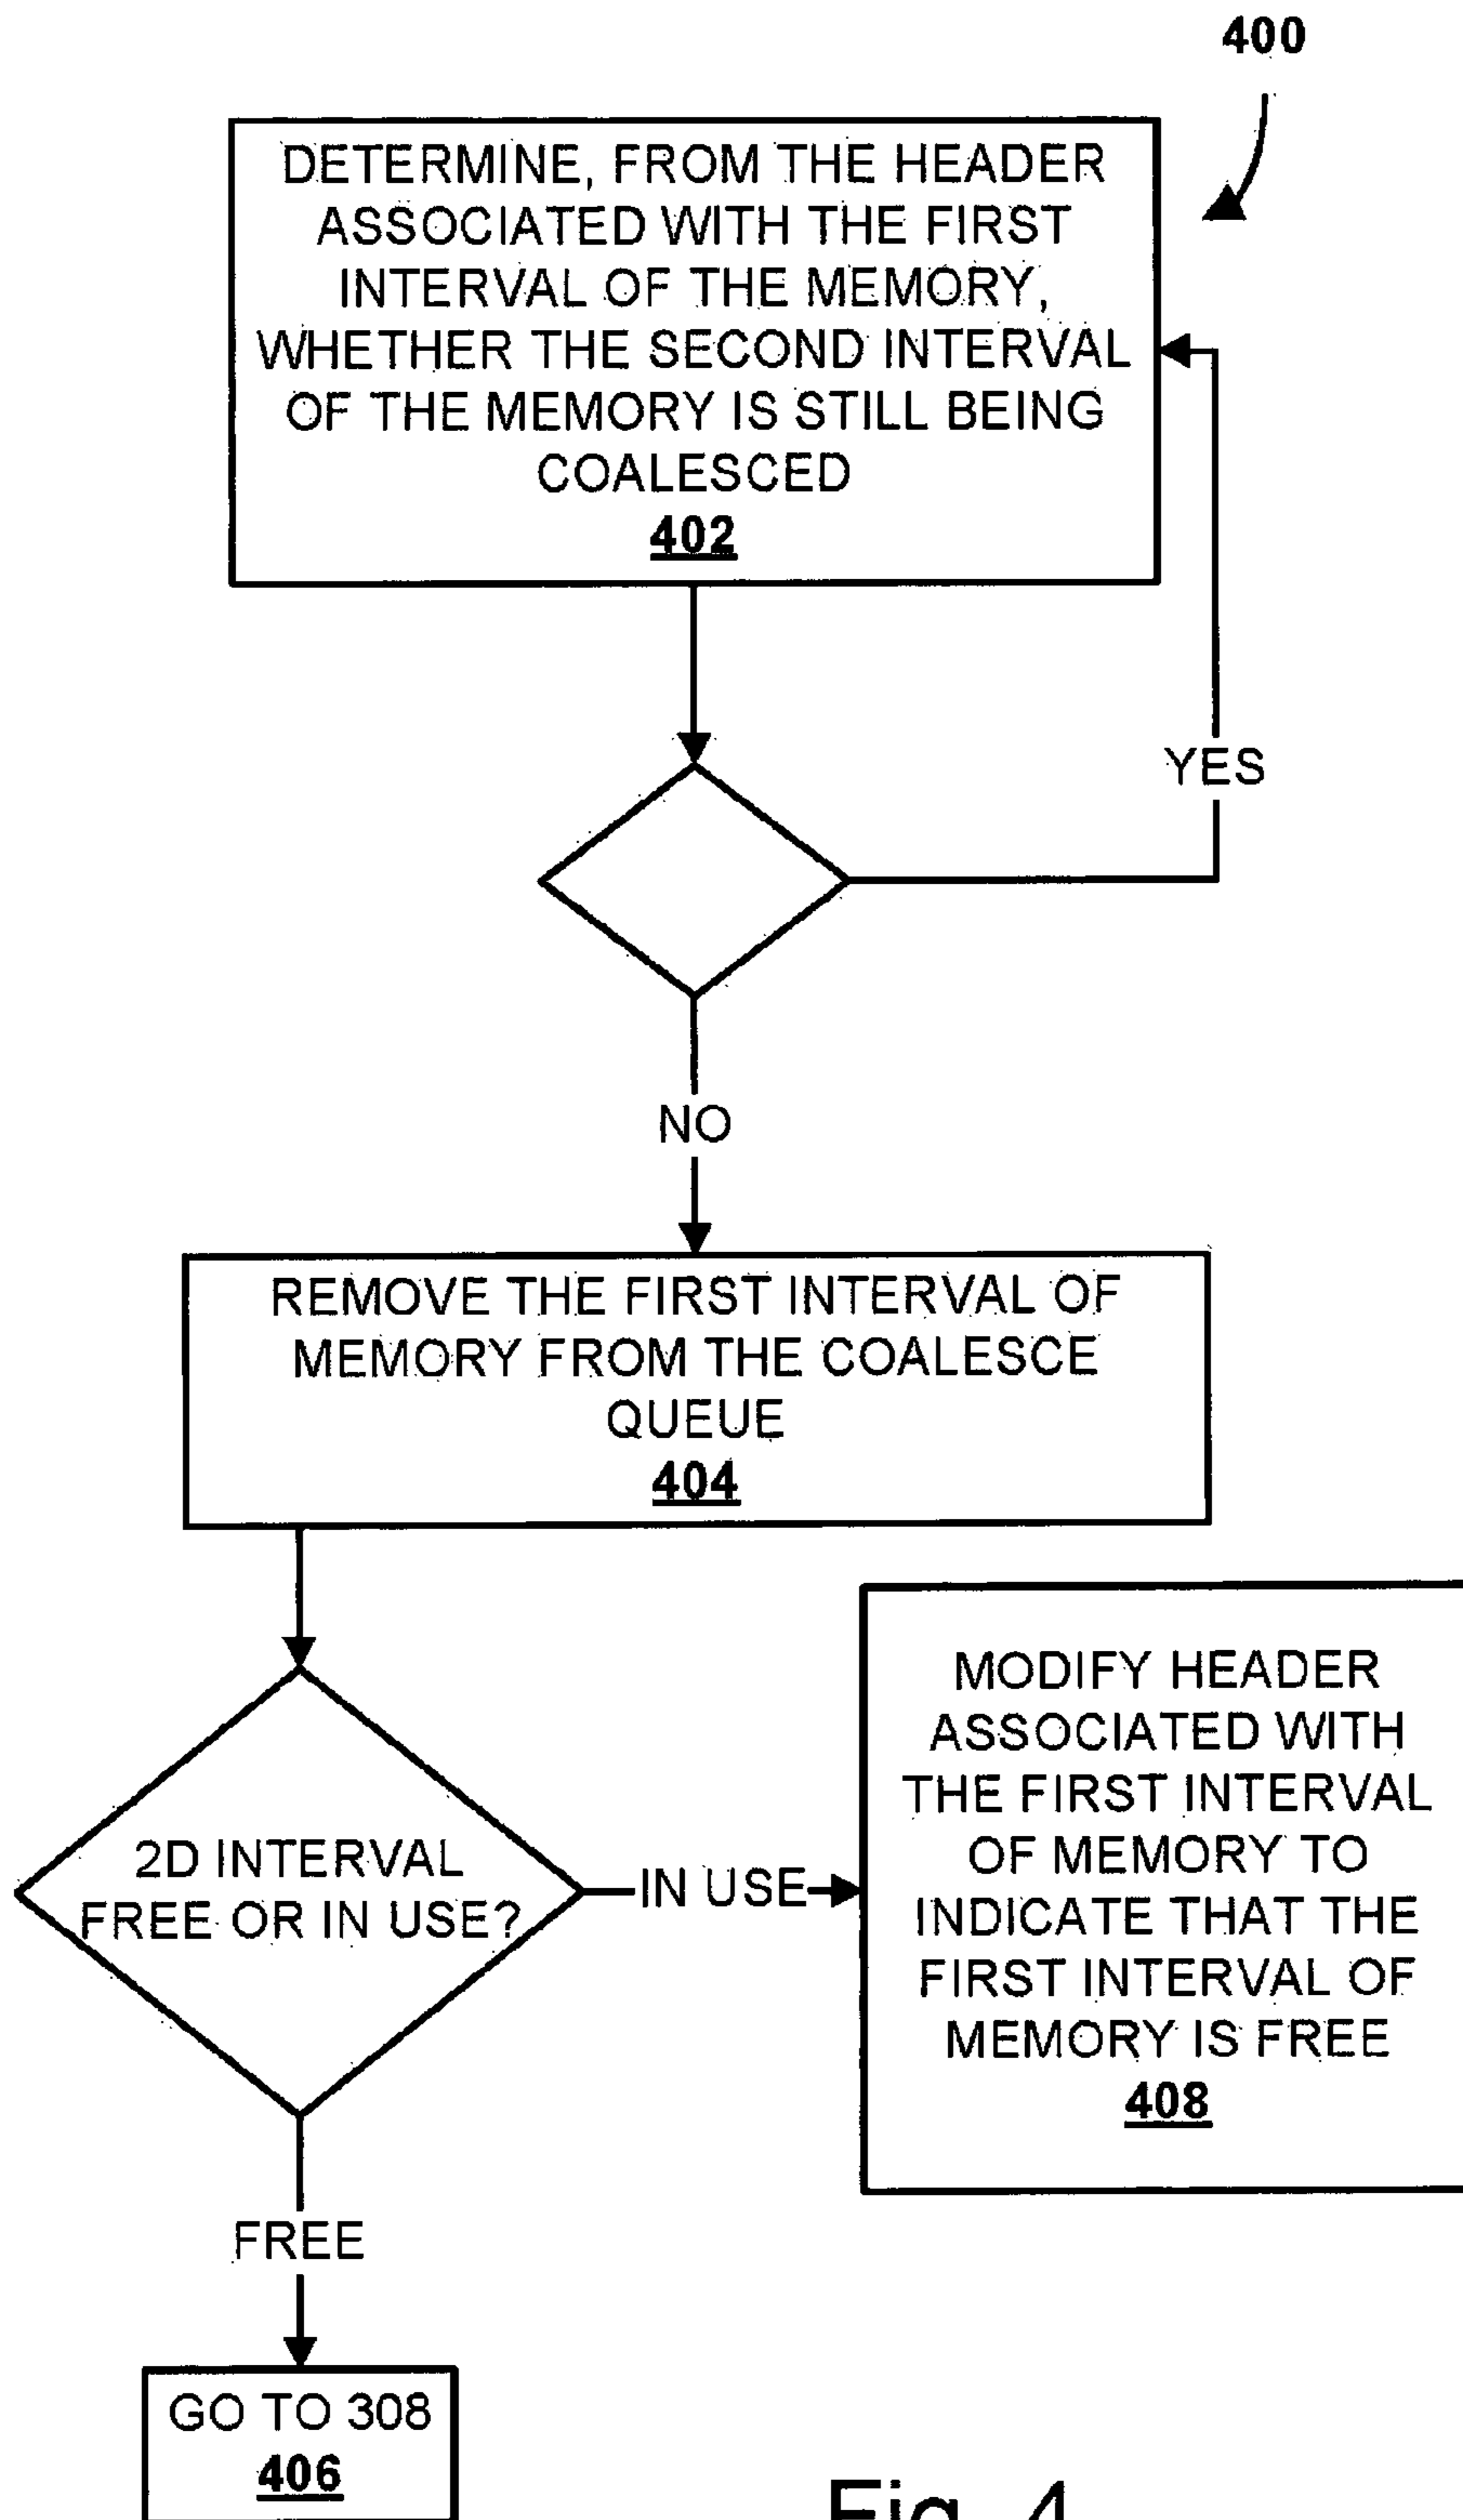 400
DETERMINE, FROM THE HEADER
ASSOCIATED WITH THE FIRST
INTERVAL OF THE MEMORY,
WHETHER THE SECOND INTERVAL
OF THE MEMORY IS STILL BEING
COALESCED
402
YES
NO
REMOVE THE FIRST INTERVAL OF
MEMORY FROM THE COALESCE
QUEUE
404
2D INTERVAL
FREE OR IN USE?
IN USE
MODIFY HEADER
ASSOCIATED WITH
THE FIRST INTERVAL
OF MEMORY TO
INDICATE THAT THE
FIRST INTERVAL OF
MEMORY IS FREE
408
FREE
GO TO 308
406
Fig. 4